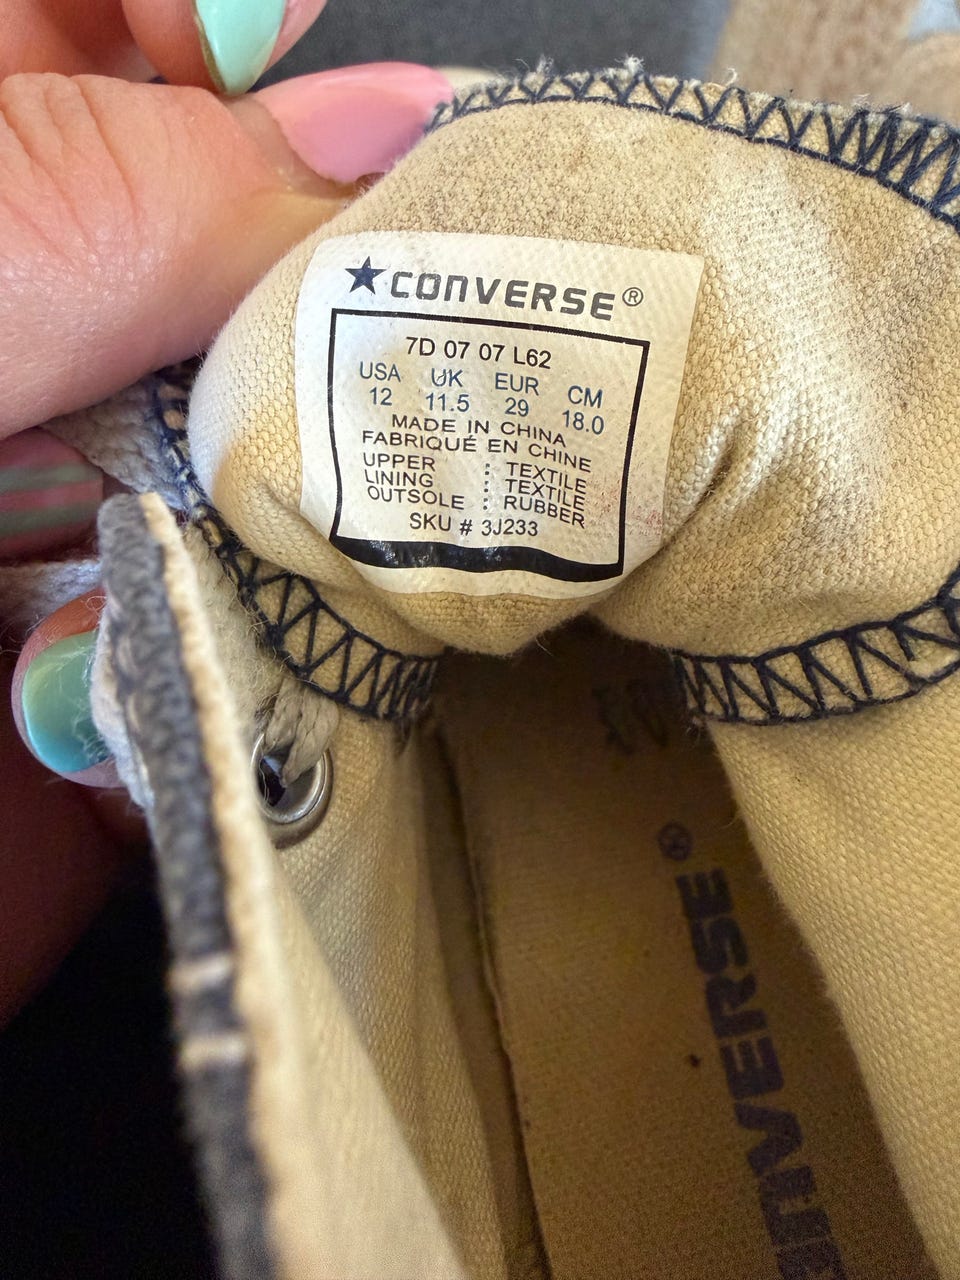 ★CONVERSE®
7D 07 07 L62
USA UK EUR CM
12 11.5 29 18.0
MADE IN CHINA
FABRIQUÉ EN CHINE
UPPER : TEXTILE
LINING : TEXTILE
OUTSOLE : RUBBER
SKU # 3J233
NVERSE®